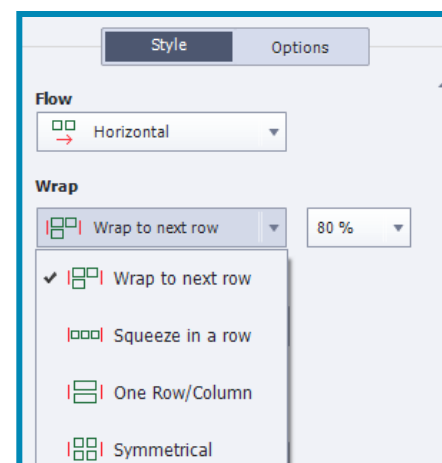 Style Options
Flow
Horizontal
Wrap
Wrap to next row 80 %
Wrap to next row
Squeeze in a row
One Row/Column
Symmetrical